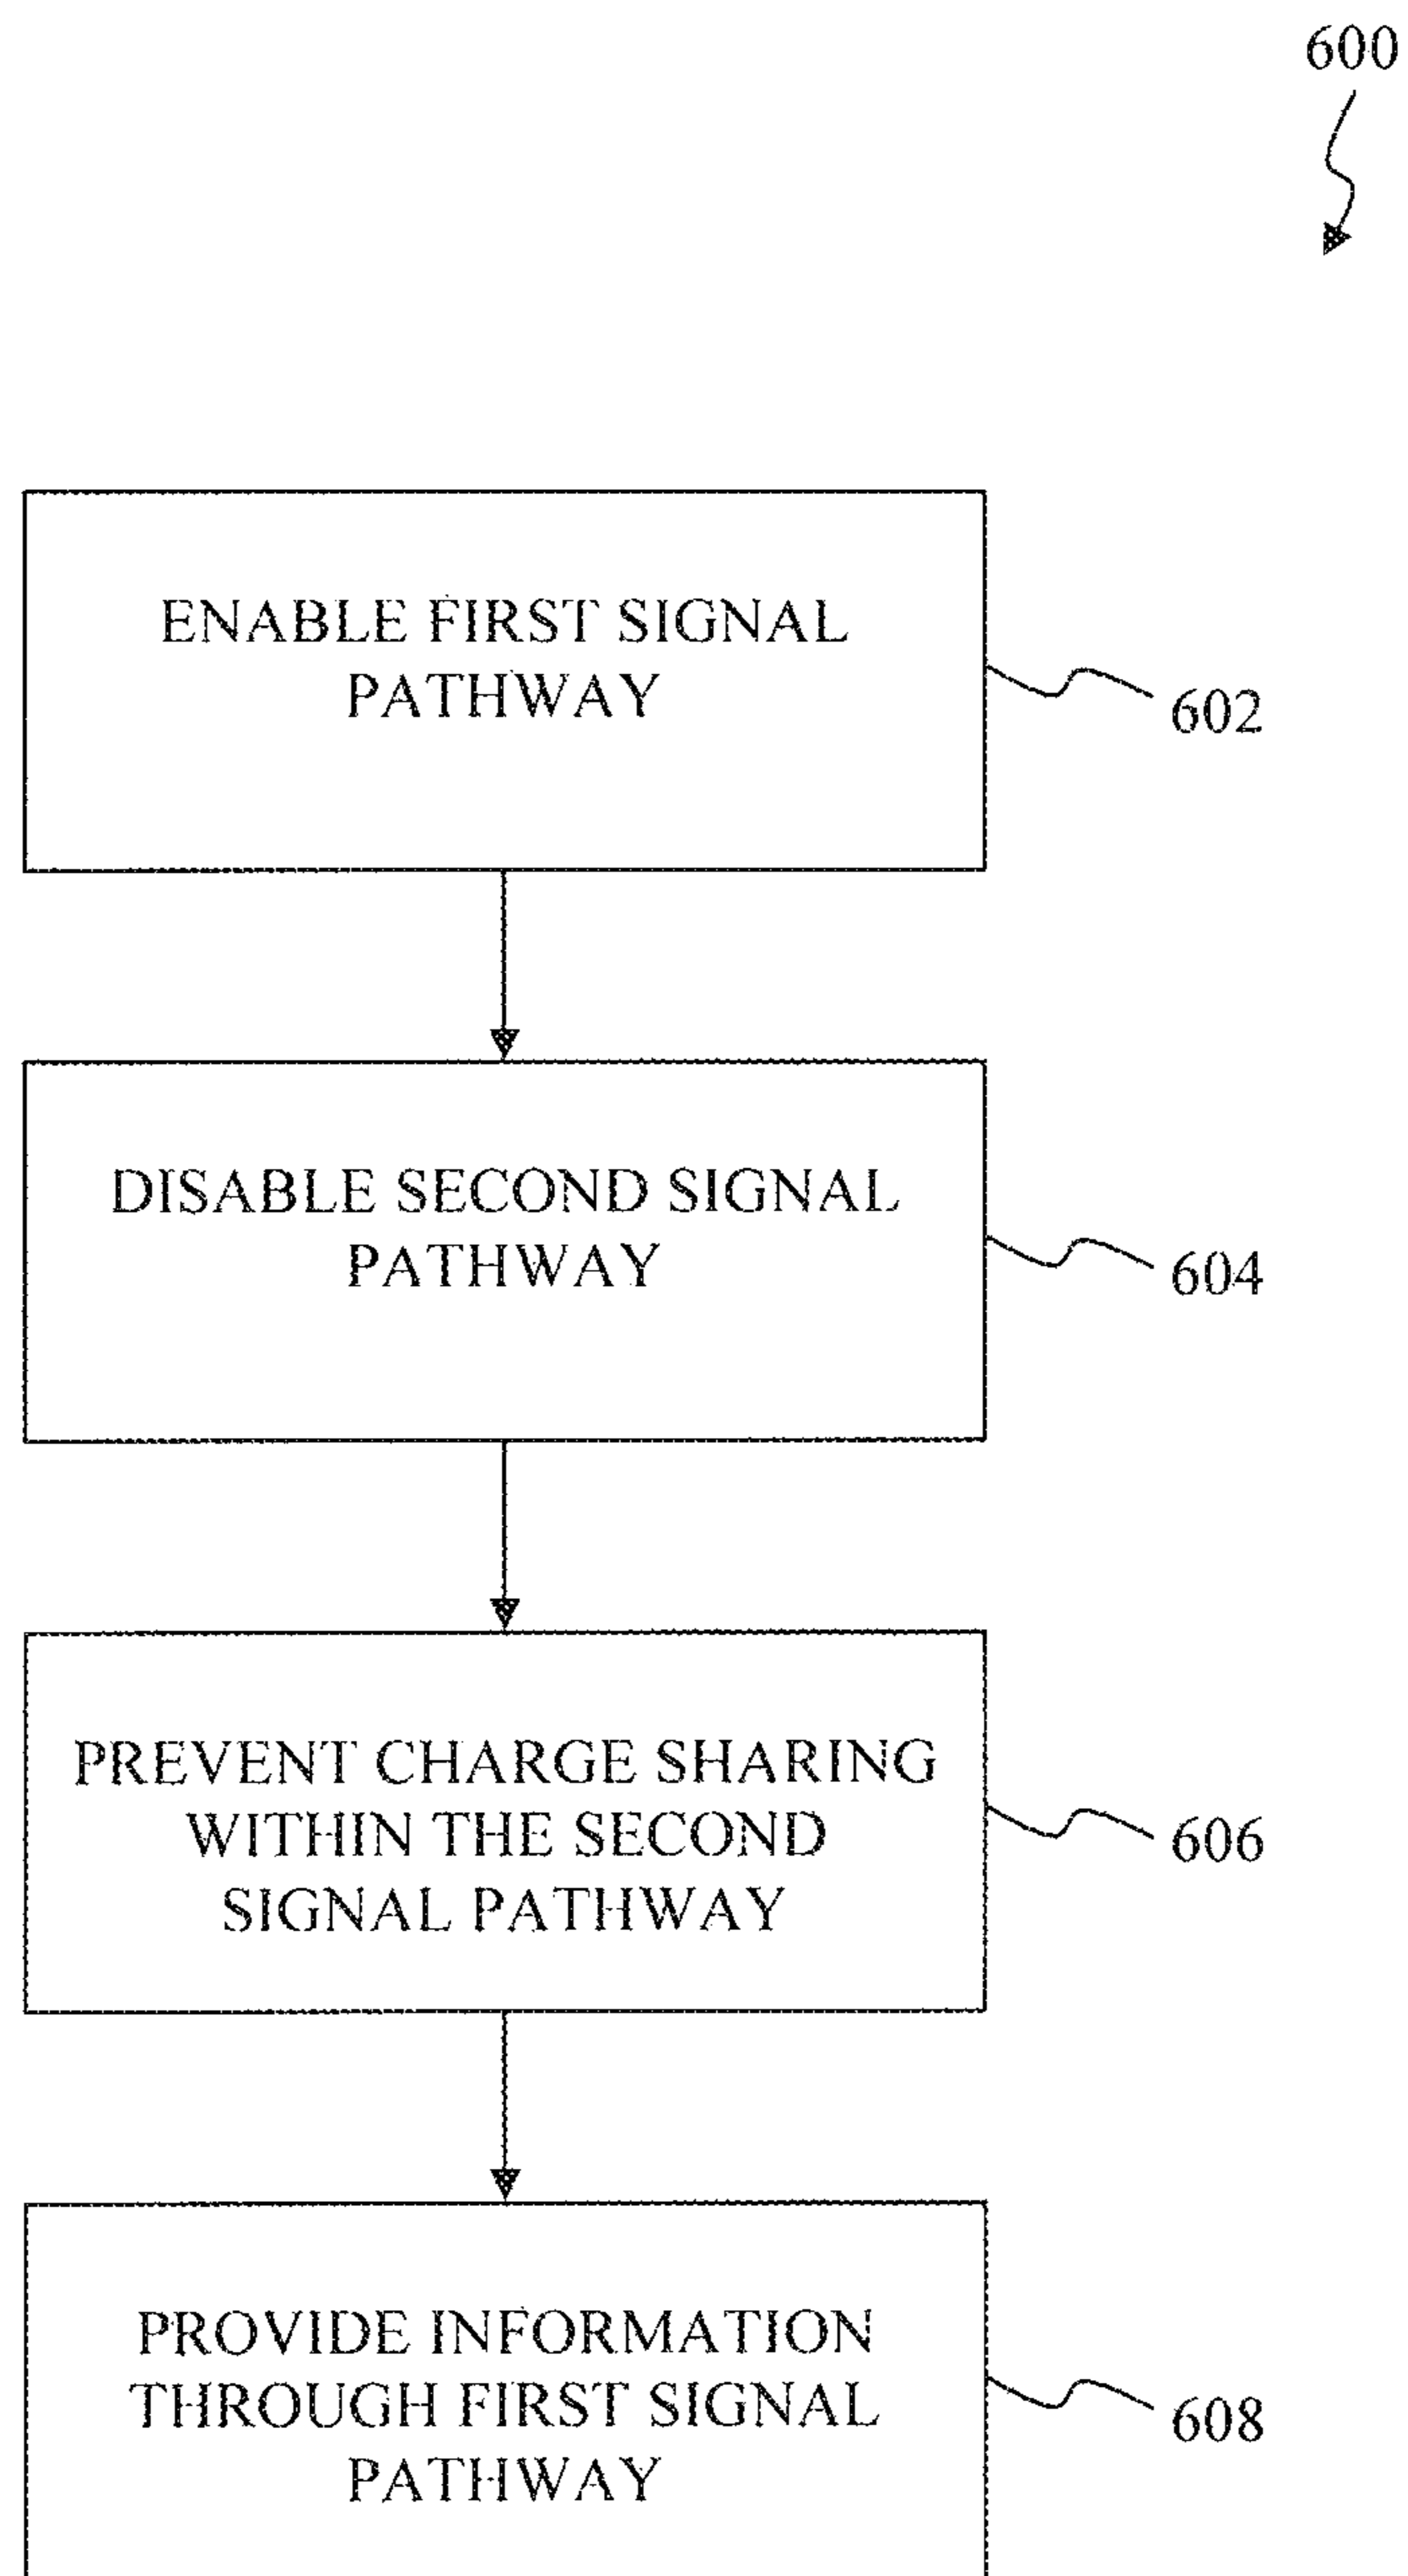 600
ENABLE FIRST SIGNAL
PATHWAY
602
DISABLE SECOND SIGNAL
PATHWAY
604
PREVENT CHARGE SHARING
WITHIN THE SECOND
SIGNAL PATHWAY
606
PROVIDE INFORMATION
THROUGH FIRST SIGNAL
PATHWAY
608